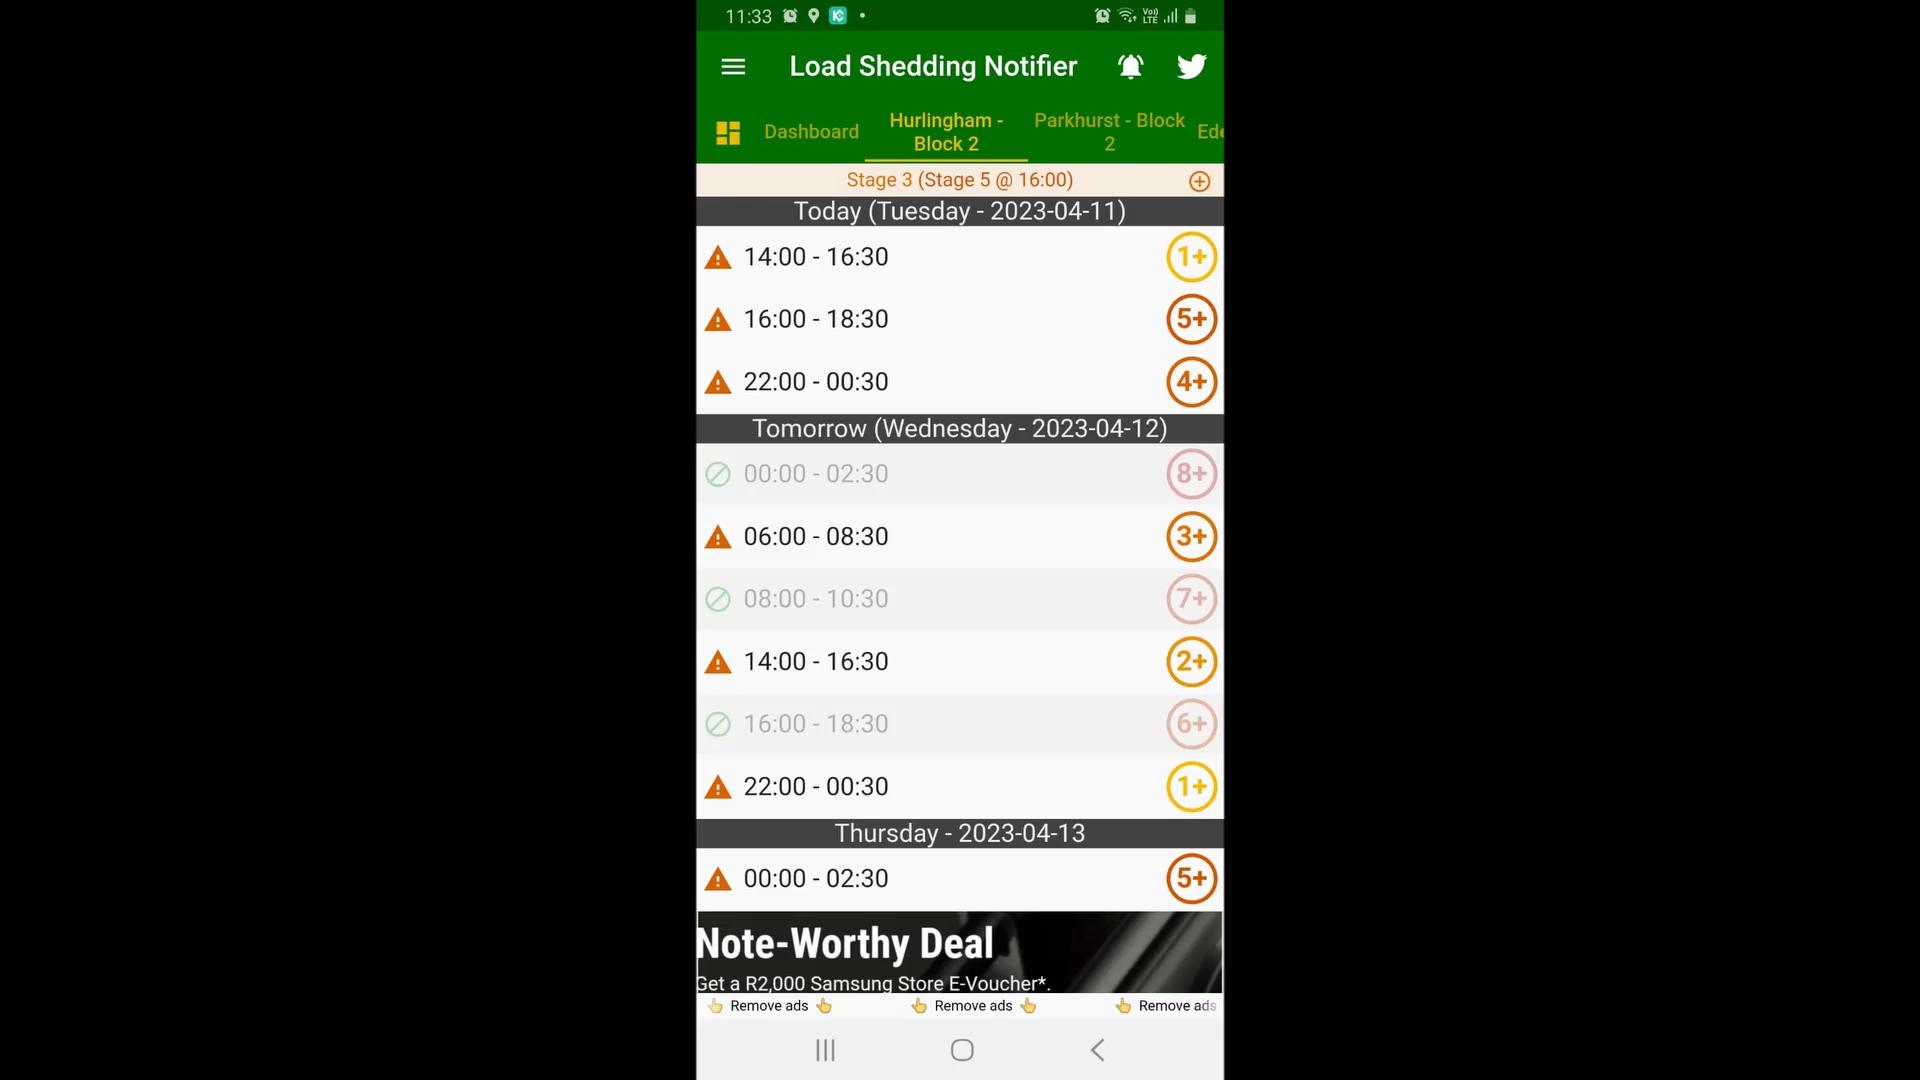 11:33
Vo)) LTE
Load Shedding Notifier
Dashboard
Hurlingham -
Block 2
Parkhurst - Block
2
Ede
Stage 3 (Stage 5 @ 16:00)
Today (Tuesday - 2023-04-11)
14:00 - 16:30 1+
16:00 - 18:30 5+
22:00 - 00:30 4+
Tomorrow (Wednesday - 2023-04-12)
00:00 - 02:30 8+
06:00 - 08:30 3+
08:00 - 10:30 7+
14:00 - 16:30 2+
16:00 - 18:30 6+
22:00 - 00:30 1+
Thursday - 2023-04-13
00:00 - 02:30 5+
Note-Worthy Deal
Get a R2,000 Samsung Store E-Voucher*.
Remove ads Remove ads Remove ads